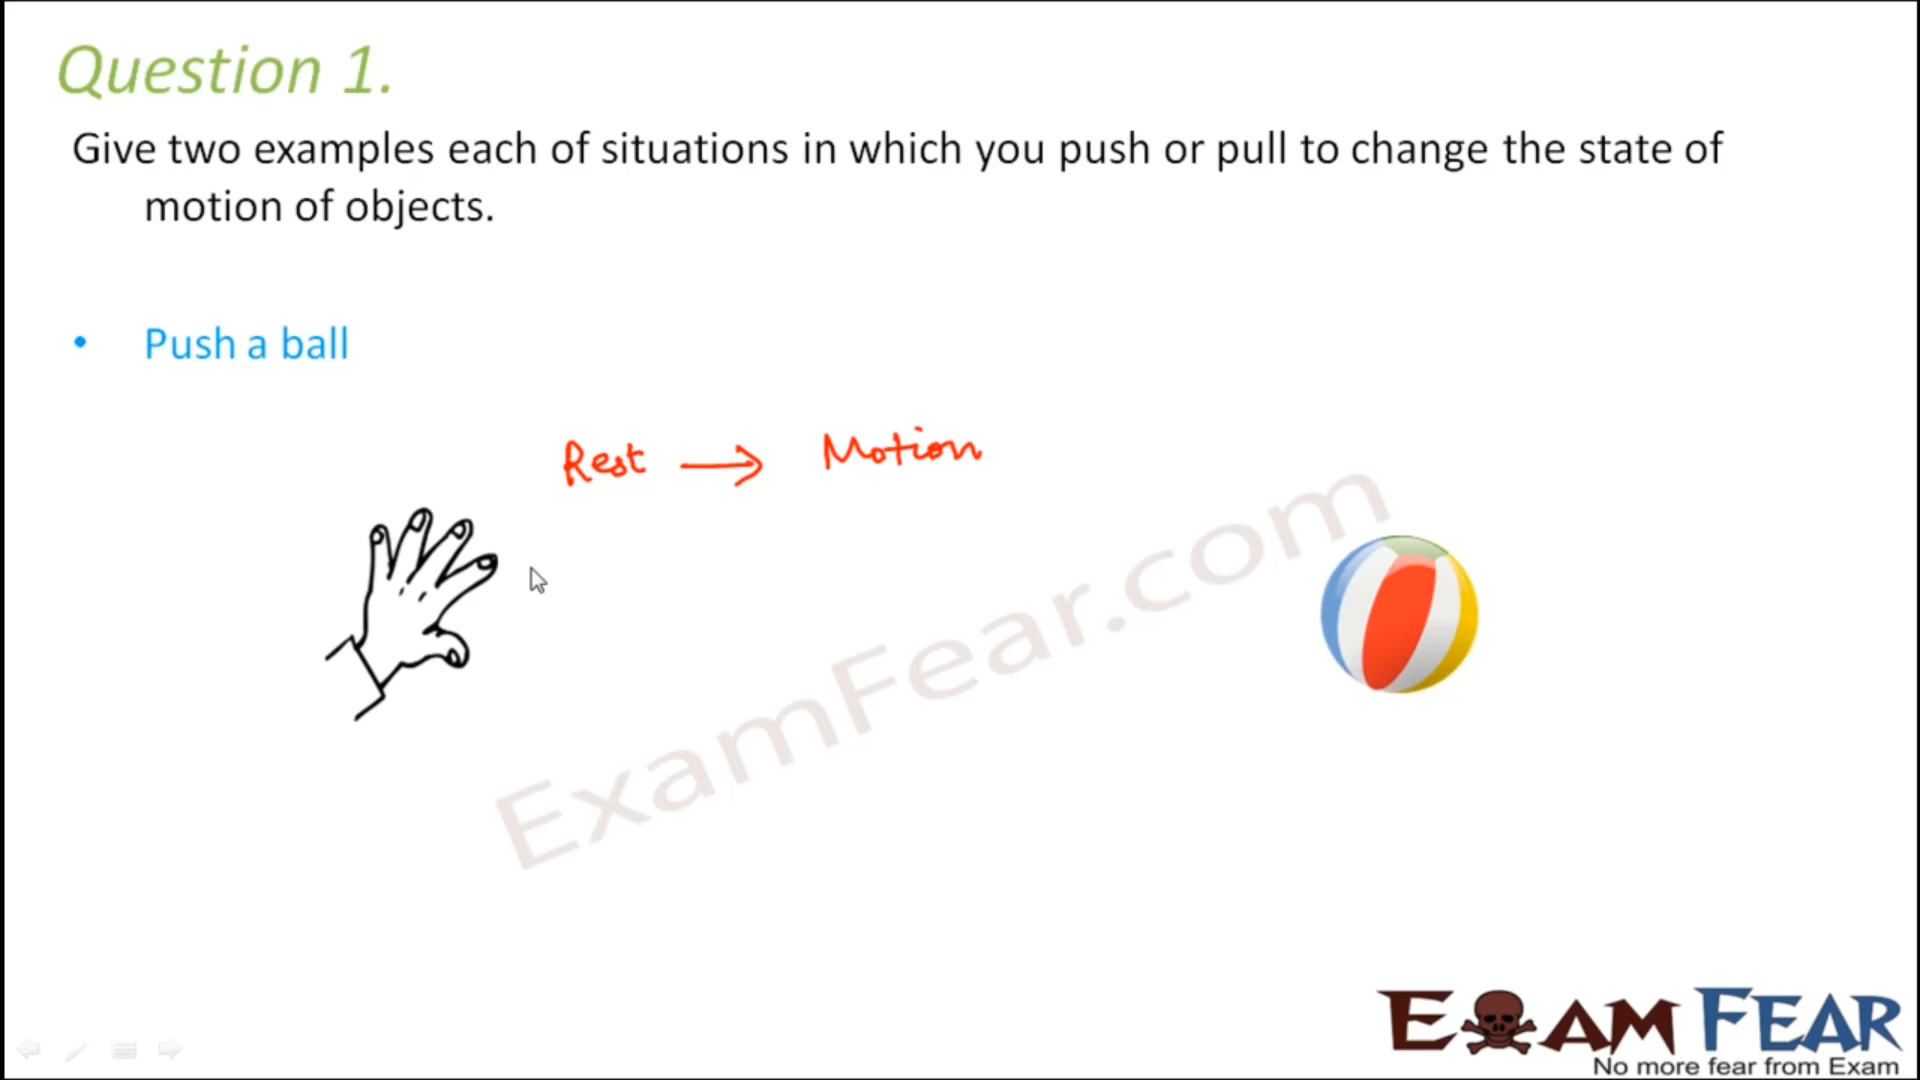 Question 1.
Give two examples each of situations in which you push or pull to change the state of
motion of objects.
• Push a ball
Rest → Motion
ExamFear.com
EXAM FEAR
No more fear from Exam